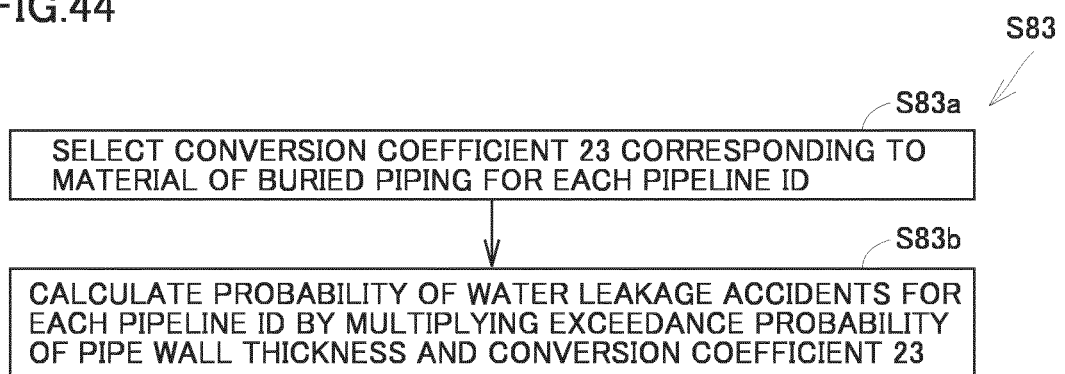 FIG.44
S83
S83a
SELECT CONVERSION COEFFICIENT 23 CORRESPONDING TO
MATERIAL OF BURIED PIPING FOR EACH PIPELINE ID
S83b
CALCULATE PROBABILITY OF WATER LEAKAGE ACCIDENTS FOR
EACH PIPELINE ID BY MULTIPLYING EXCEEDANCE PROBABILITY
OF PIPE WALL THICKNESS AND CONVERSION COEFFICIENT 23